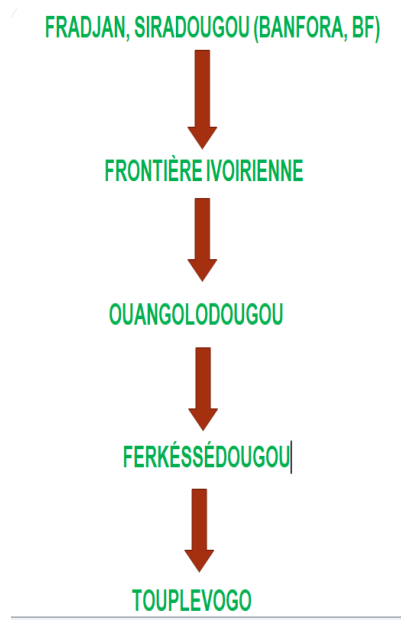 FRADJAN, SIRADOUGOU (BANFORA, BF)
FRONTIÈRE IVOIRIENNE
OUANGOLODOUGOU
FERKÉSSÉDOUGOU
TOUPLEVOGO